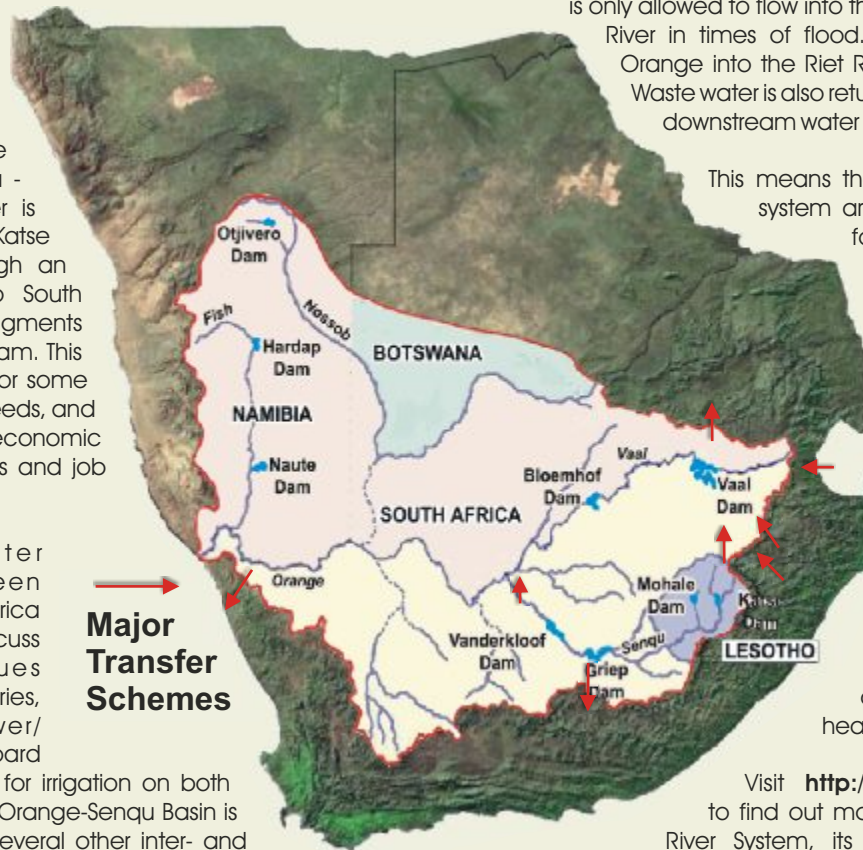 e
a -
r is
Katse
gh an
o South
gments
am. This
or some
eeds, and
economic
s and job
ter
een
rica
cuss
ues
ries,
ver/
oard
for irrigation on both
Orange-Senqu Basin is
everal other inter- and
is only allowed to flow into th
River in times of flood.
Orange into the Riet R
Waste water is also retu
downstream water
This means th
system ar
fo
hea
Visit http:/
to find out mo
River System, its
Otjivero
Dam
Fish
Nossob
Hardap
Dam
BOTSWANA
NAMIBIA
Naute
Dam
SOUTH AFRICA
Bloemhof
Dam
Vaal
Vaal
Dam
Orange
Mohale
Dam
Katse
Dam
Vanderkloof
Dam
Senqu
Griep
Dam
LESOTHO
Major
Transfer
Schemes